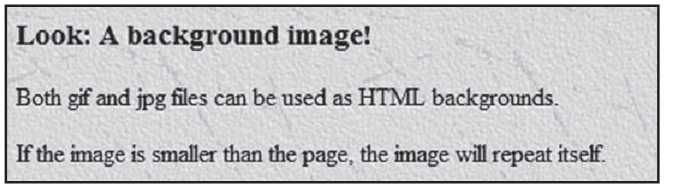 Look: A background image!
Both gif and jpg files can be used as HTML backgrounds.
If the image is smaller than the page, the image will repeat itself.